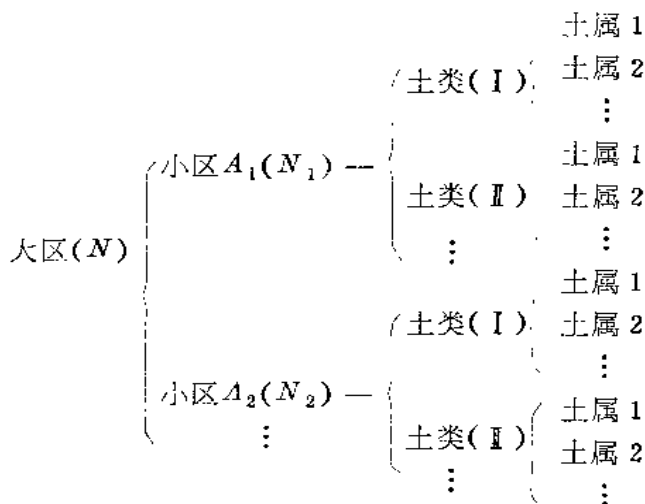 土属 1
土类(Ⅰ) 土属 2
⋮
土属 1
小区 A₁(N₁) —
土类(Ⅱ) 土属 2
⋮ ⋮
大区(N)
土属 1
土类(Ⅰ) 土属 2
⋮
小区 A₂(N₂) —
土属 1
⋮ 土类(Ⅱ)
土属 2
⋮ ⋮